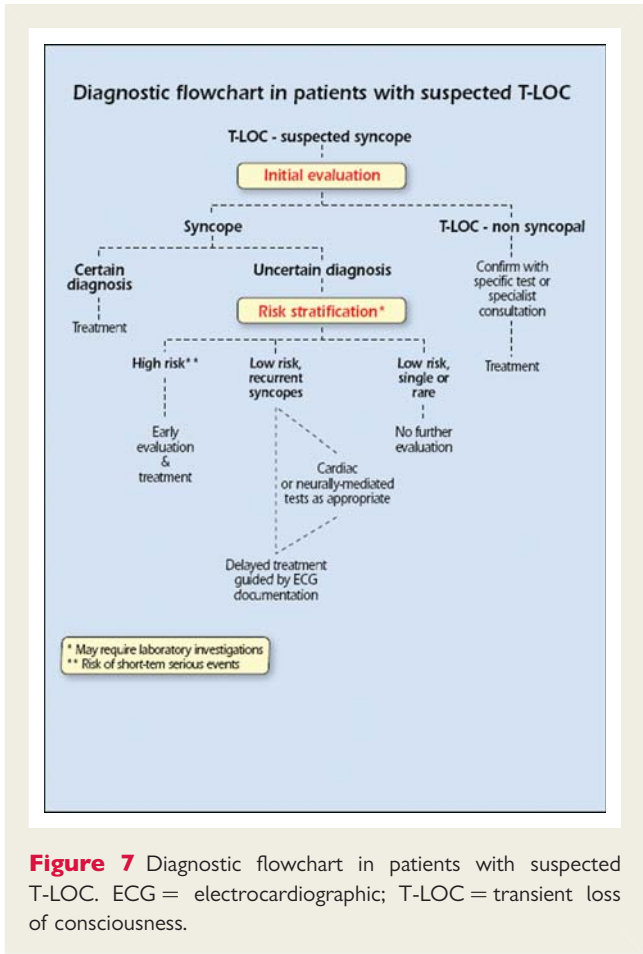 Diagnostic flowchart in patients with suspected T-LOC
T-LOC - suspected syncope
Initial evaluation
Syncope
T-LOC - non syncopal
Certain
diagnosis
Treatment
Uncertain diagnosis
Confirm with
specific test or
specialist
consultation
Treatment
Risk stratification*
High risk**
Early
evaluation
&
treatment
Low risk,
recurrent
syncopes
Low risk,
single or
rare
No further
evaluation
Cardiac
or neurally-mediated
tests as appropriate
Delayed treatment
guided by ECG
documentation
* May require laboratory investigations
** Risk of short-tem serious events
Figure 7 Diagnostic flowchart in patients with suspected
T-LOC. ECG = electrocardiographic; T-LOC = transient loss
of consciousness.